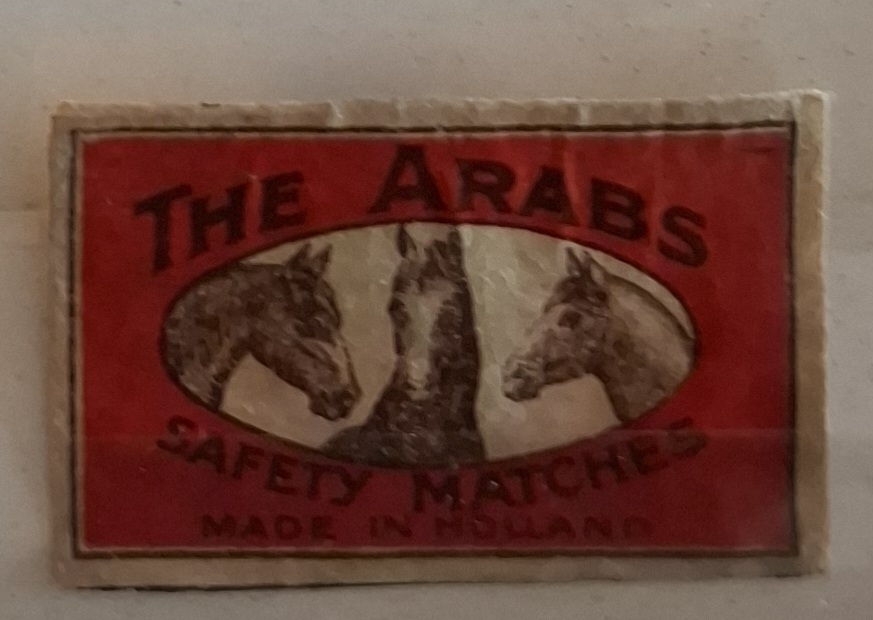 THE ARABS
SAFETY MATCHES
MADE IN HOLLAND